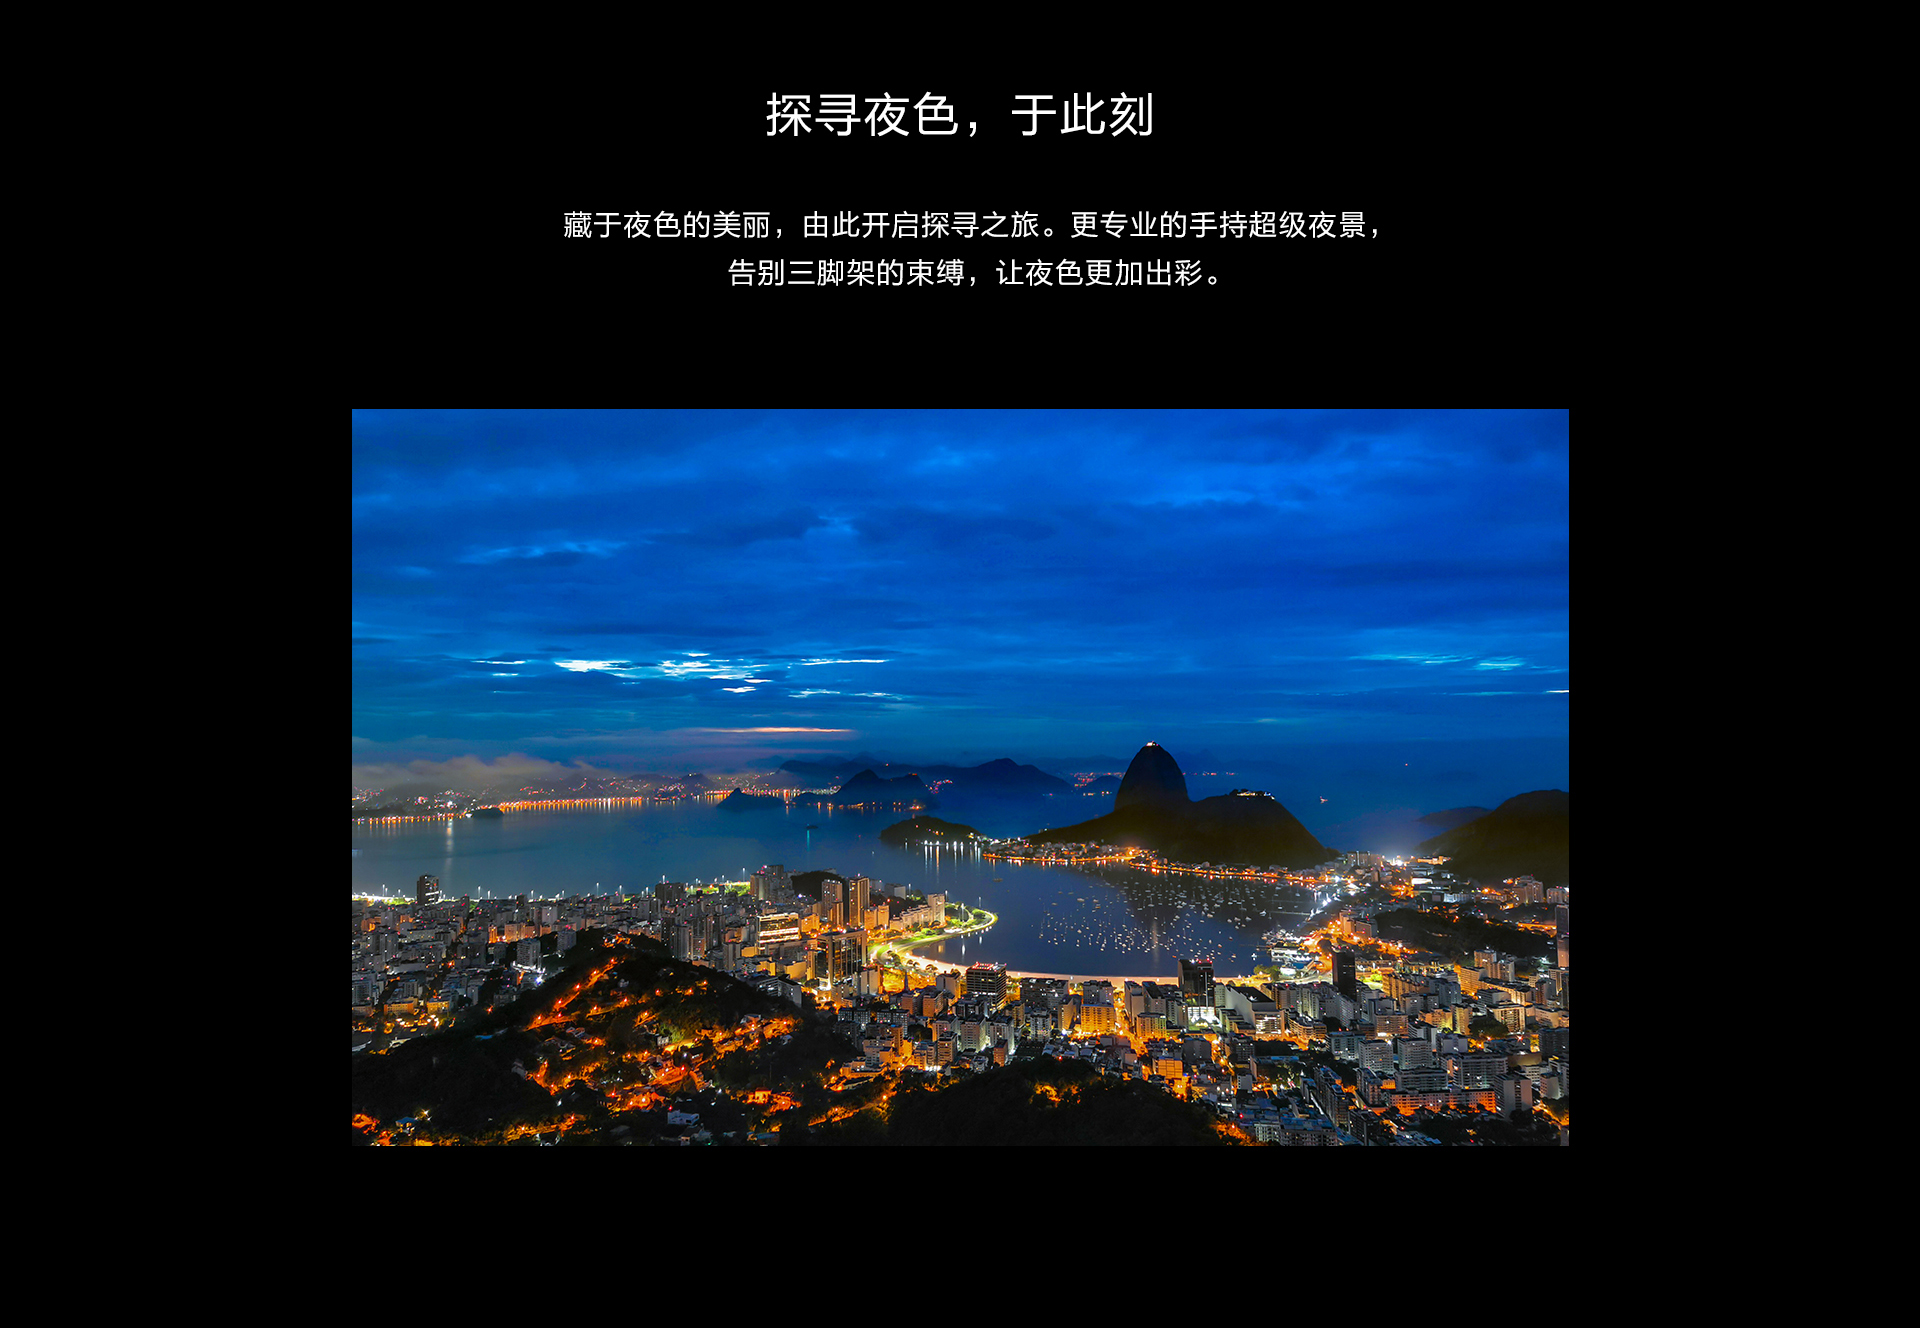 探寻夜色，于此刻
藏于夜色的美丽，由此开启探寻之旅。更专业的手持超级夜景，
告别三脚架的束缚，让夜色更加出彩。